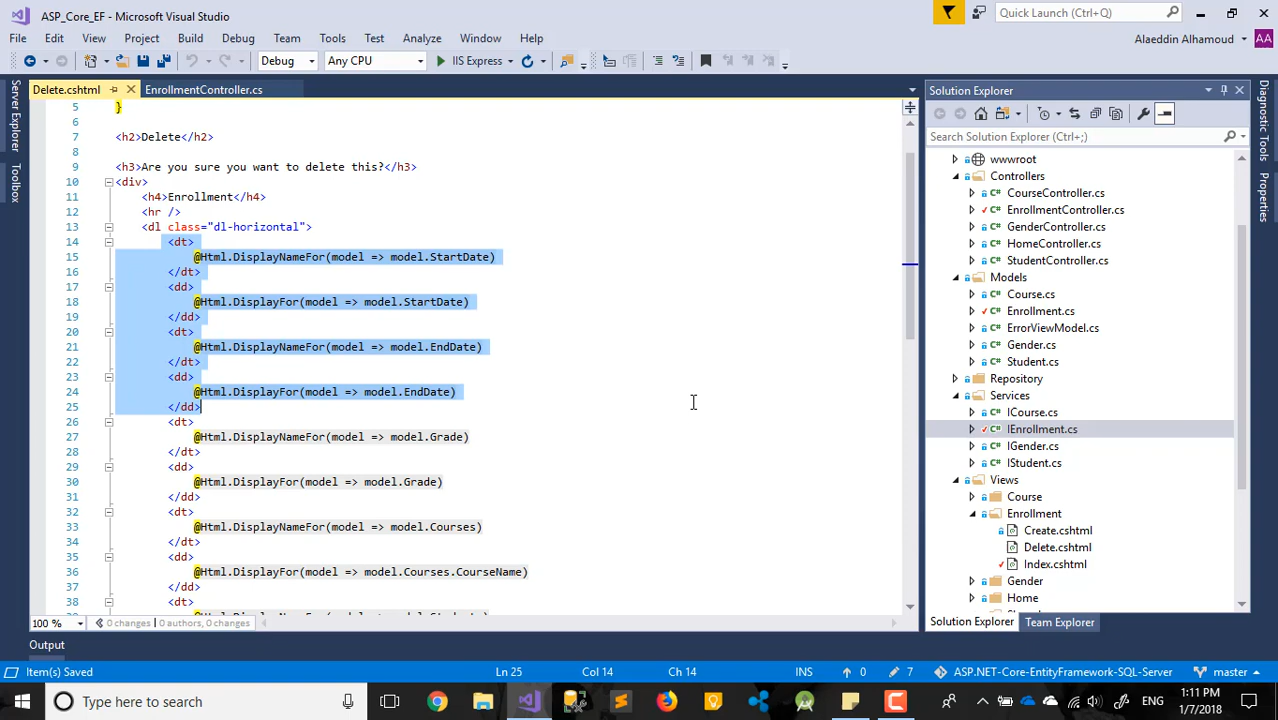 ASP_Core_EF - Microsoft Visual Studio
Quick Launch (Ctrl+Q)
File Edit View Project Build Debug Team Tools Test Analyze Window Help
Alaeddin Alhamoud AA
Debug Any CPU IIS Express
Delete.cshtml EnrollmentController.cs
Server Explorer
Toolbox
5 }
6
7 <h2>Delete</h2>
8
9 <h3>Are you sure you want to delete this?</h3>
10 <div>
11 <h4>Enrollment</h4>
12 <hr />
13 <dl class="dl-horizontal">
14 <dt>
15 @Html.DisplayNameFor(model => model.StartDate)
16 </dt>
17 <dd>
18 @Html.DisplayFor(model => model.StartDate)
19 </dd>
20 <dt>
21 @Html.DisplayNameFor(model => model.EndDate)
22 </dt>
23 <dd>
24 @Html.DisplayFor(model => model.EndDate)
25 </dd>
26 <dt>
27 @Html.DisplayNameFor(model => model.Grade)
28 </dt>
29 <dd>
30 @Html.DisplayFor(model => model.Grade)
31 </dd>
32 <dt>
33 @Html.DisplayNameFor(model => model.Courses)
34 </dt>
35 <dd>
36 @Html.DisplayFor(model => model.Courses.CourseName)
37 </dd>
38 <dt>
100 % 0 changes | 0 authors, 0 changes
Solution Explorer
Search Solution Explorer (Ctrl+;)
wwwroot
Controllers
C# CourseController.cs
C# EnrollmentController.cs
C# GenderController.cs
C# HomeController.cs
C# StudentController.cs
Models
C# Course.cs
C# Enrollment.cs
C# ErrorViewModel.cs
C# Gender.cs
C# Student.cs
Repository
Services
C# ICourse.cs
C# IEnrollment.cs
C# IGender.cs
C# IStudent.cs
Views
Course
Enrollment
Create.cshtml
Delete.cshtml
Index.cshtml
Gender
Home
Solution Explorer Team Explorer
Diagnostic Tools
Properties
Output
Item(s) Saved Ln 25 Col 14 Ch 14 INS 0 7 ASP.NET-Core-EntityFramework-SQL-Server master
Type here to search
ENG
1:11 PM
1/7/2018